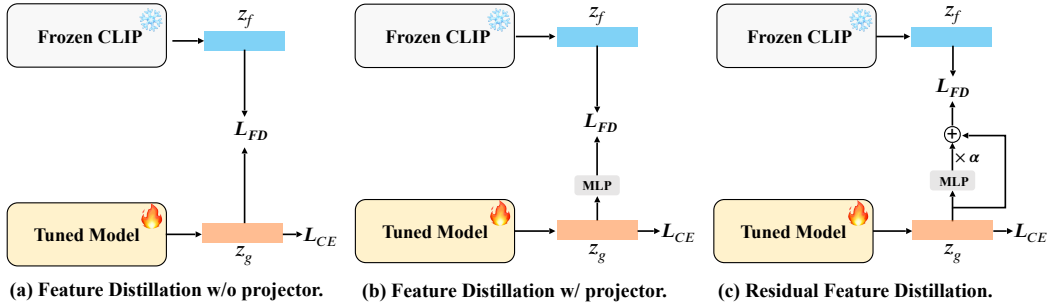 Frozen CLIP
z_f
L_FD
Tuned Model
z_g
L_CE
(a) Feature Distillation w/o projector.
Frozen CLIP
z_f
L_FD
MLP
Tuned Model
z_g
L_CE
(b) Feature Distillation w/ projector.
Frozen CLIP
z_f
L_FD
+
× α
MLP
Tuned Model
z_g
L_CE
(c) Residual Feature Distillation.